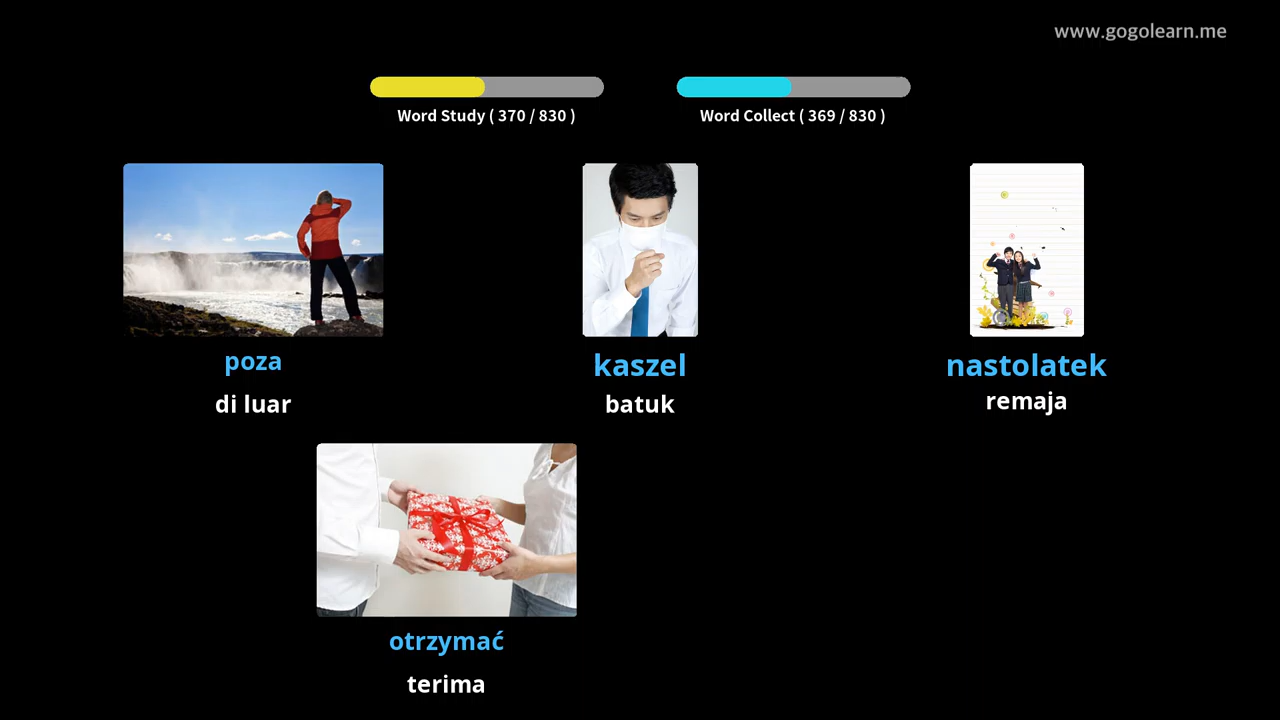 www.gogolearn.me
Word Study ( 370 / 830 )
Word Collect ( 369 / 830 )
poza
di luar
kaszel
batuk
nastolatek
remaja
otrzymać
terima